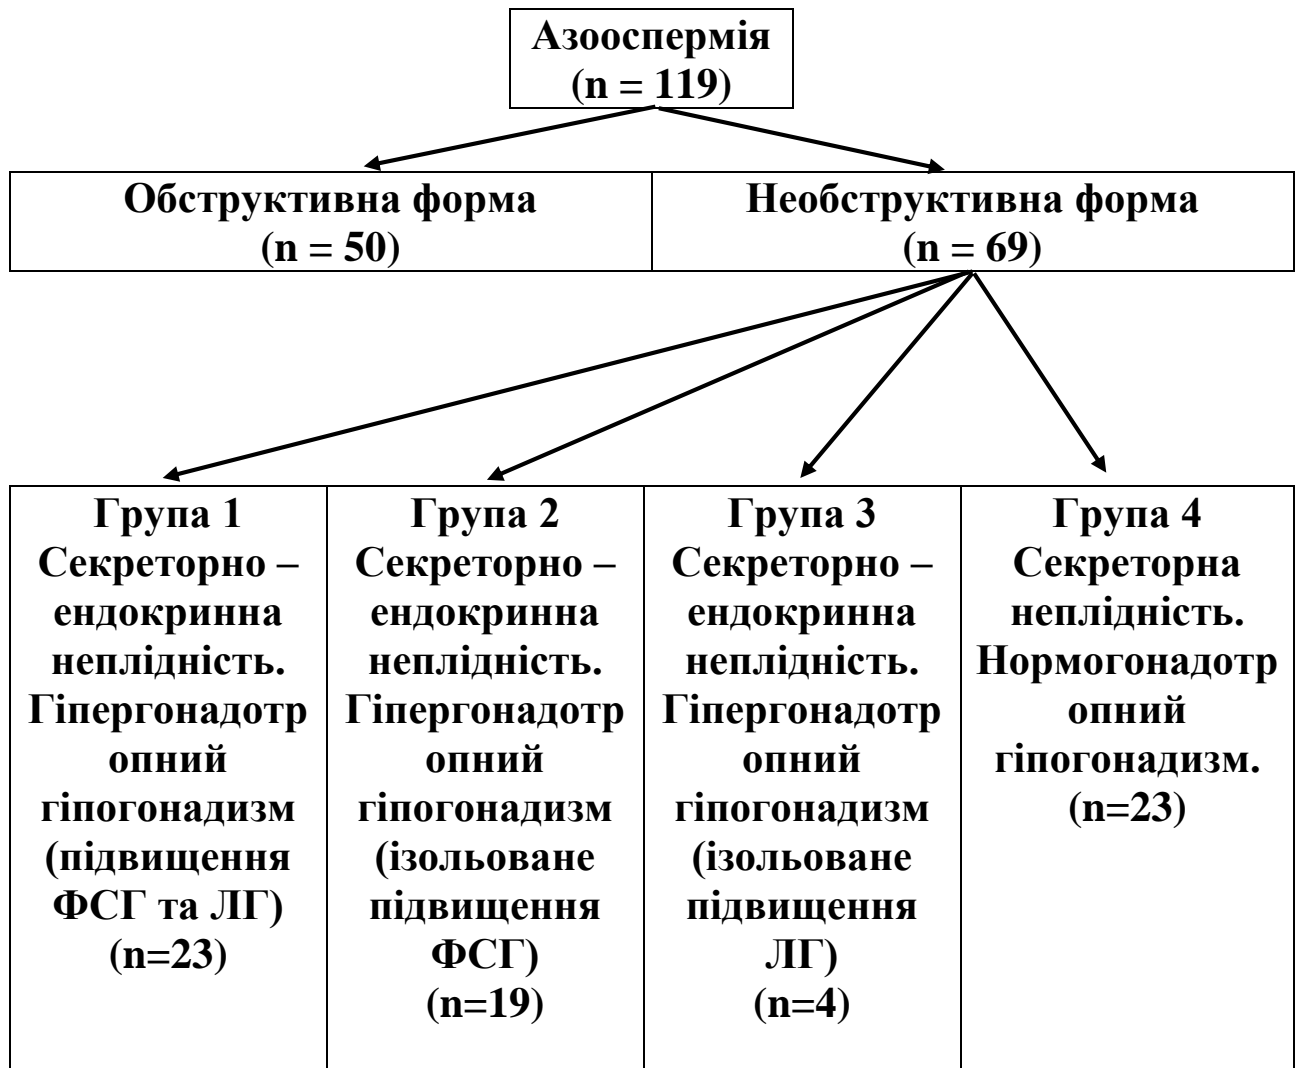 Азооспермія
(n = 119)
Обструктивна форма
(n = 50)
Необструктивна форма
(n = 69)
Група 1
Секреторно –
ендокринна
неплідність.
Гіпергонадотр
опний
гіпогонадизм
(підвищення
ФСГ та ЛГ)
(n=23)
Група 2
Секреторно –
ендокринна
неплідність.
Гіпергонадотр
опний
гіпогонадизм
(ізольоване
підвищення
ФСГ)
(n=19)
Група 3
Секреторно –
ендокринна
неплідність.
Гіпергонадотр
опний
гіпогонадизм
(ізольоване
підвищення
ЛГ)
(n=4)
Група 4
Секреторна
неплідність.
Нормогонадотр
опний
гіпогонадизм.
(n=23)